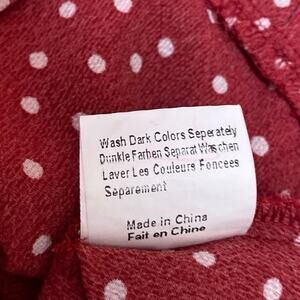 Wash Dark Colors Seperately
Dunkle Farben Separat Waschen
Laver Les Couleurs Foncees
Separement
Made in China
Fait en Chine